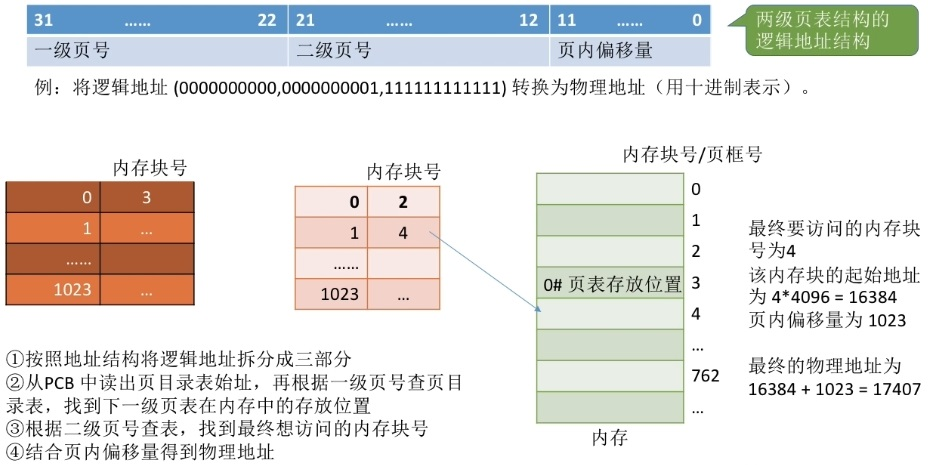 31 …… 22 21 …… 12 11 …… 0
一级页号 二级页号 页内偏移量
两级页表结构的
逻辑地址结构
例：将逻辑地址 (0000000000,0000000001,111111111111) 转换为物理地址（用十进制表示）。
内存块号
0 3
1 …
……
1023 …
内存块号
0 2
1 4
……
1023 …
内存块号/页框号
0
1
2
0# 页表存放位置 3
4
…
762
…
内存
最终要访问的内存块
号为4
该内存块的起始地址
为 4*4096 = 16384
页内偏移量为 1023
最终的物理地址为
16384 + 1023 = 17407
①按照地址结构将逻辑地址拆分成三部分
②从PCB 中读出页目录表始址，再根据一级页号查页目
录表，找到下一级页表在内存中的存放位置
③根据二级页号查表，找到最终想访问的内存块号
④结合页内偏移量得到物理地址